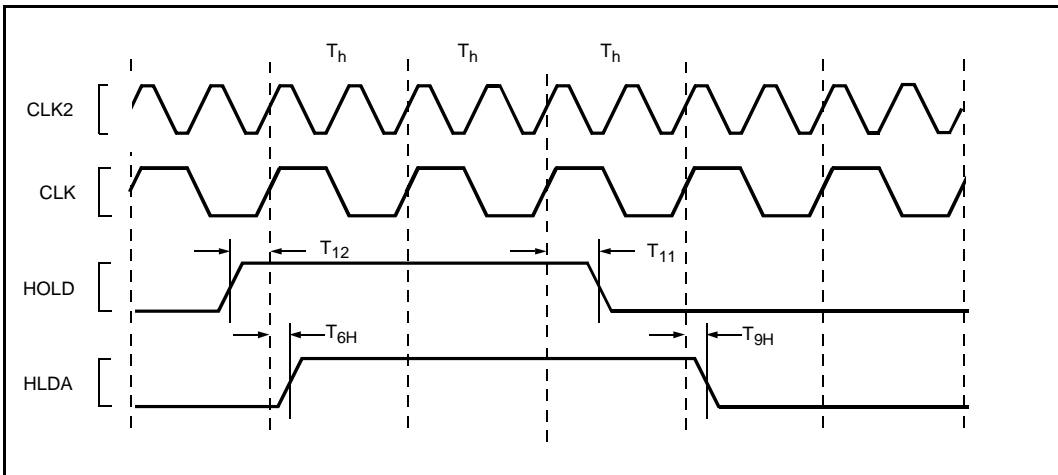 Th Th Th
CLK2
CLK
T12 T11
HOLD
T6H T9H
HLDA